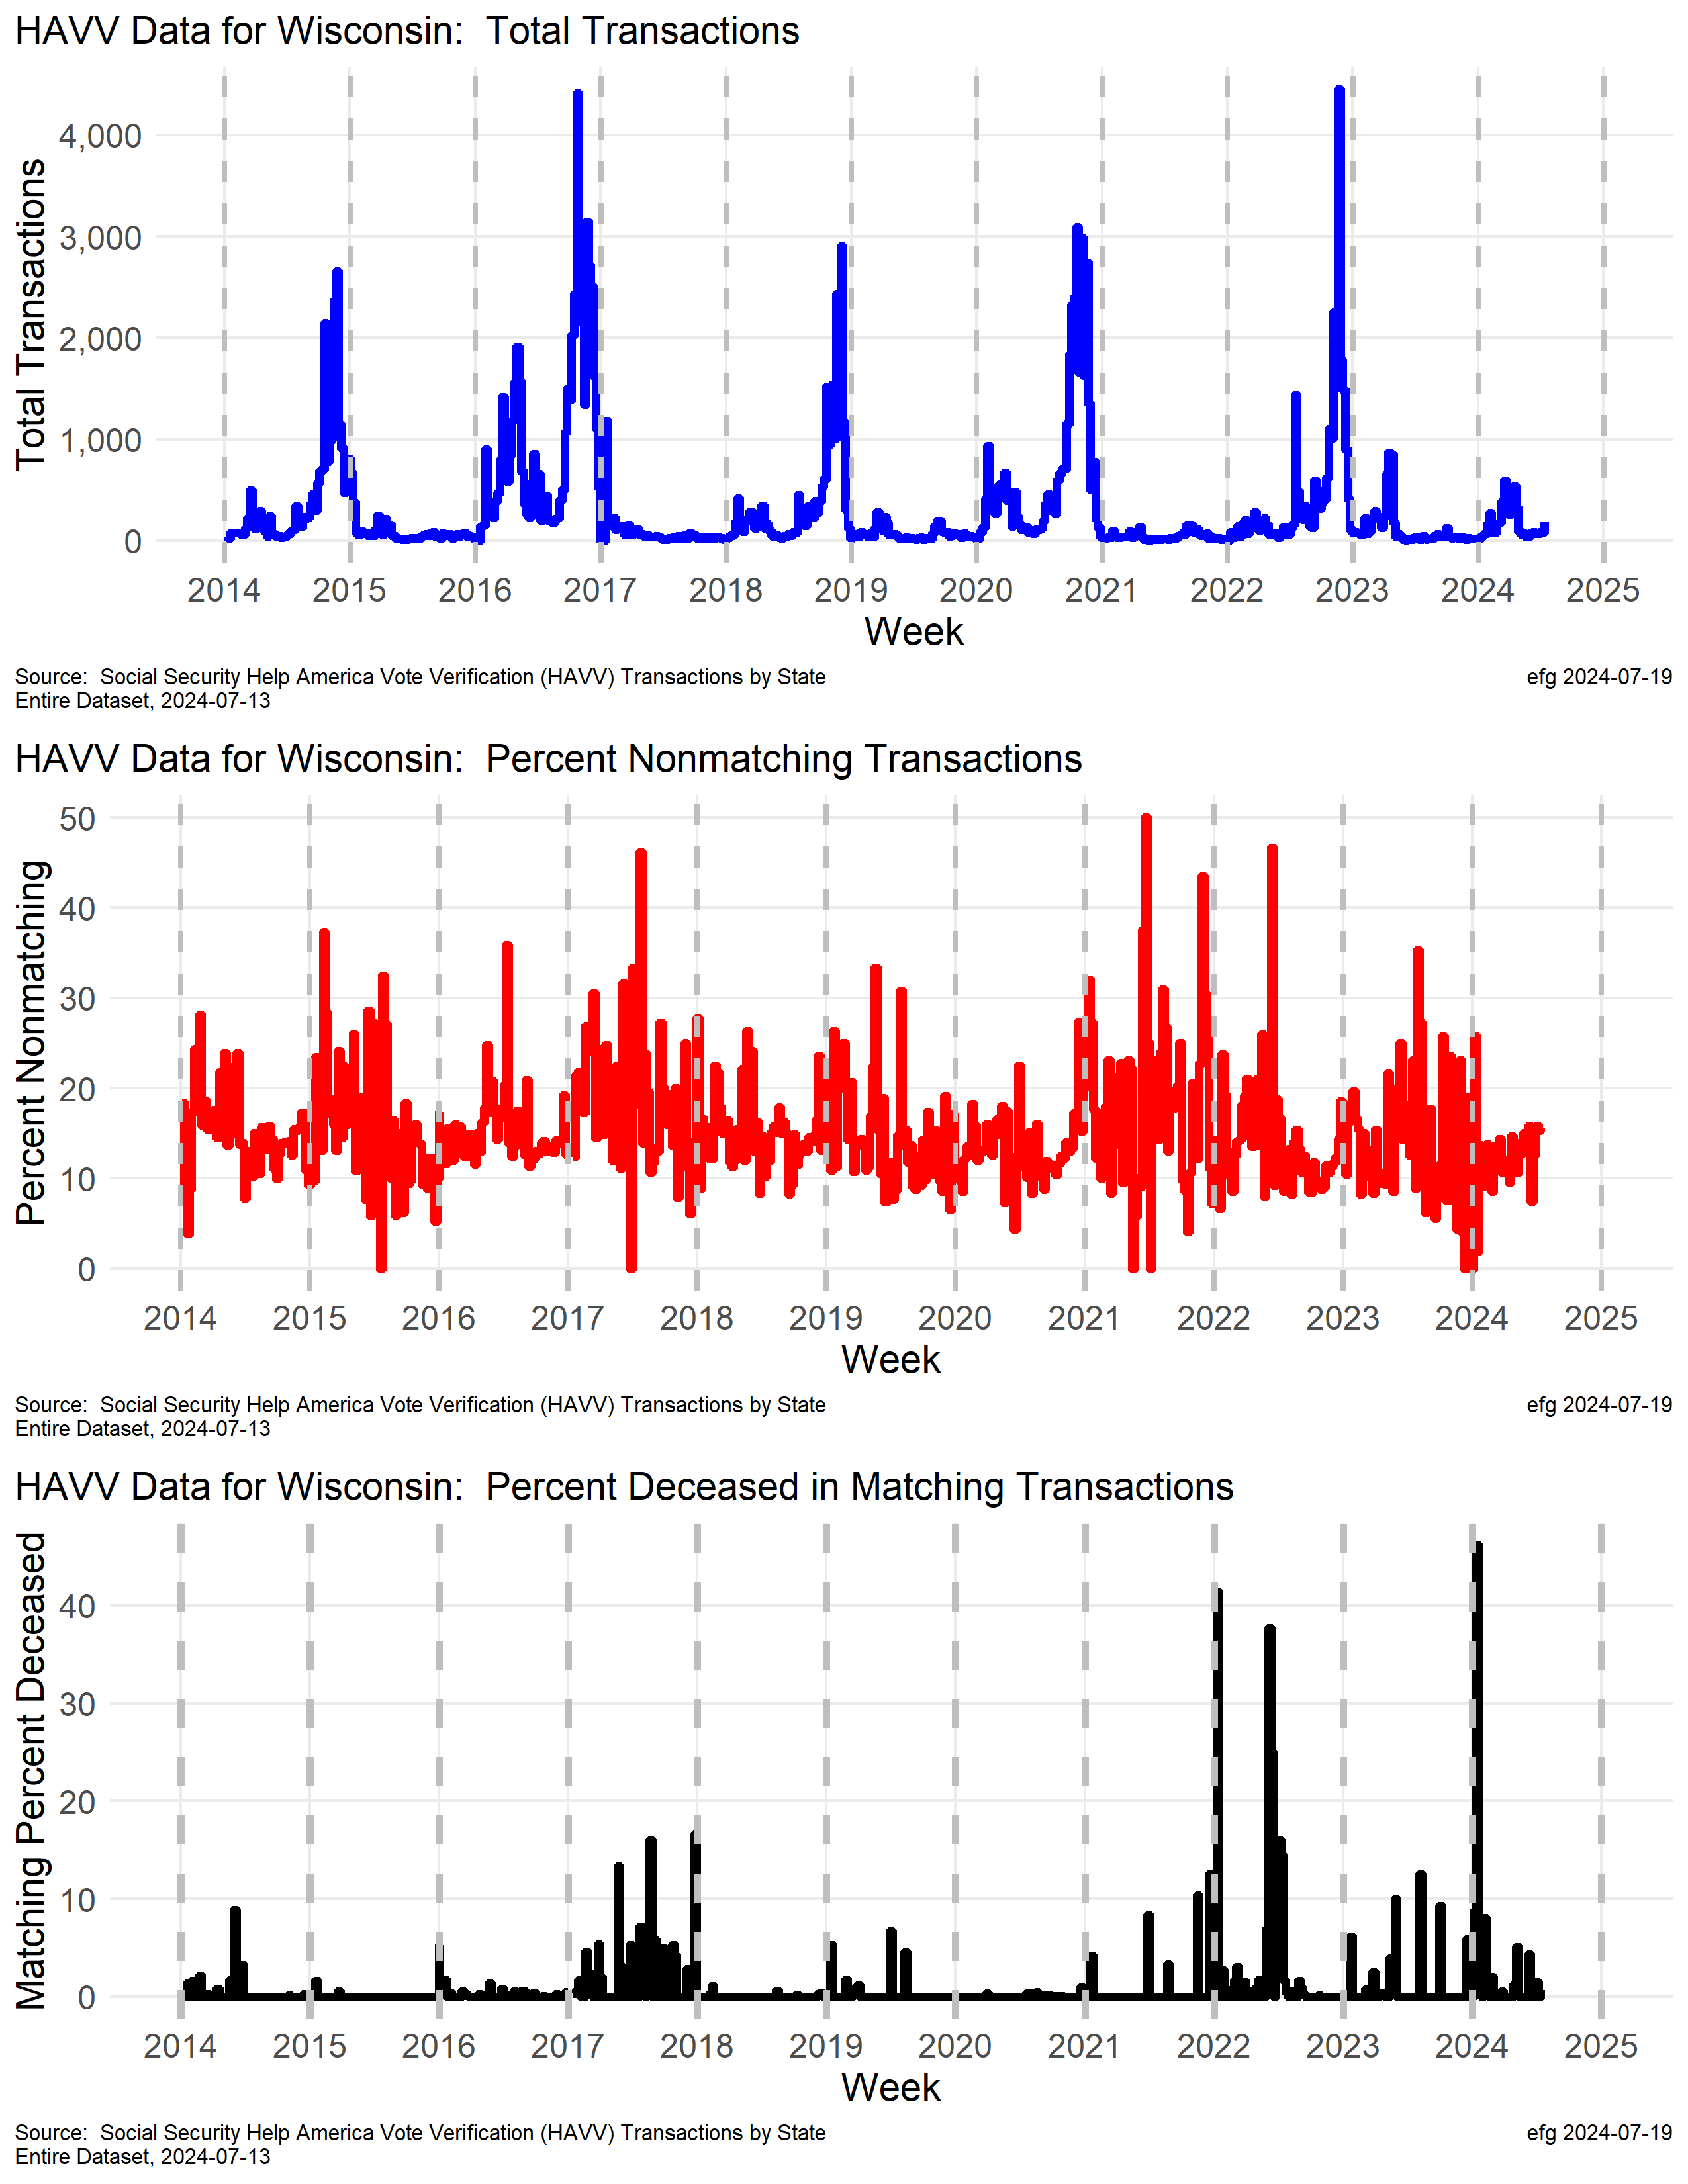 HAVV Data for Wisconsin:  Total Transactions
Total Transactions
4,000
3,000
2,000
1,000
0
2014 2015 2016 2017 2018 2019 2020 2021 2022 2023 2024 2025
Week
Source:  Social Security Help America Vote Verification (HAVV) Transactions by State
Entire Dataset, 2024-07-13
efg 2024-07-19
HAVV Data for Wisconsin:  Percent Nonmatching Transactions
Percent Nonmatching
50
40
30
20
10
0
2014 2015 2016 2017 2018 2019 2020 2021 2022 2023 2024 2025
Week
Source:  Social Security Help America Vote Verification (HAVV) Transactions by State
Entire Dataset, 2024-07-13
efg 2024-07-19
HAVV Data for Wisconsin:  Percent Deceased in Matching Transactions
Matching Percent Deceased
40
30
20
10
0
2014 2015 2016 2017 2018 2019 2020 2021 2022 2023 2024 2025
Week
Source:  Social Security Help America Vote Verification (HAVV) Transactions by State
Entire Dataset, 2024-07-13
efg 2024-07-19